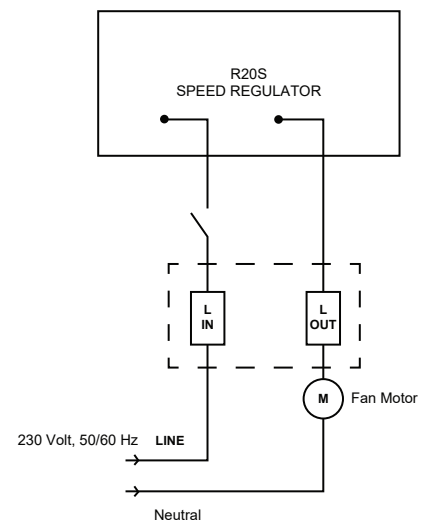 R20S
SPEED REGULATOR
L
IN
L
OUT
M
Fan Motor
230 Volt, 50/60 Hz LINE
Neutral